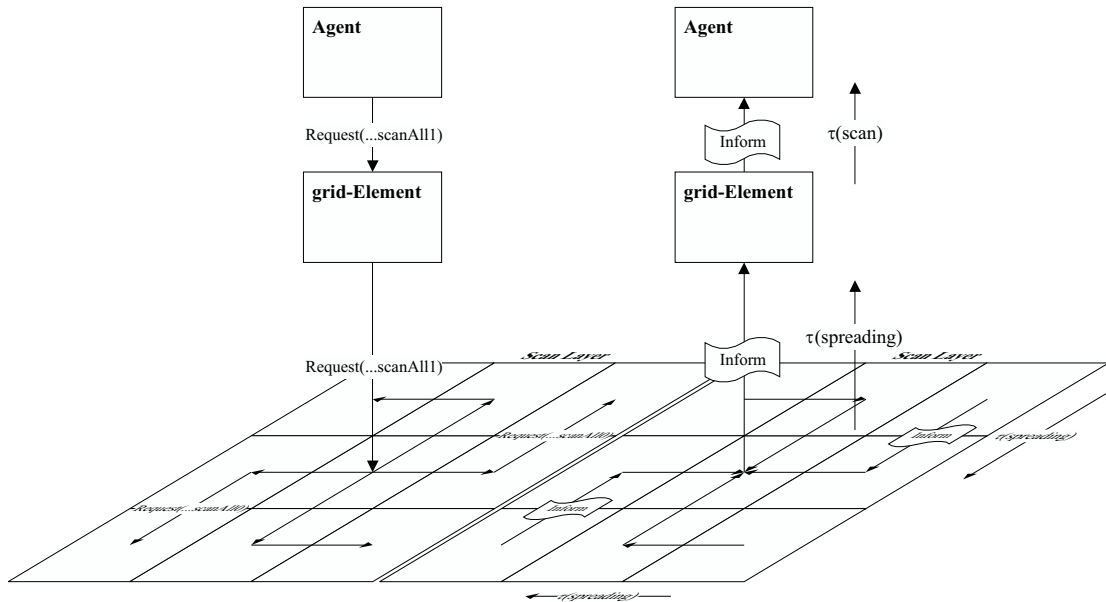 Agent
Agent
Request(...scanAll1)
Inform
τ(scan)
grid-Element
grid-Element
τ(spreading)
Scan Layer
Scan Layer
Request(...scanAll1)
Inform
Request(...scanAll0)
Inform
τ(spreading)
Request(...scanAll0)
Inform
τ(spreading)